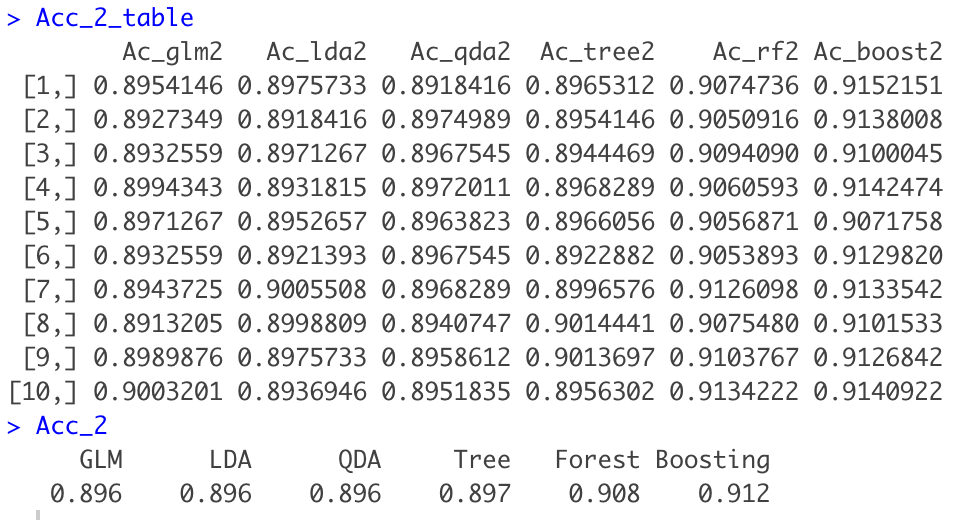 > Acc_2_table
Ac_glm2 Ac_lda2 Ac_qda2 Ac_tree2 Ac_rf2 Ac_boost2
[1,] 0.8954146 0.8975733 0.8918416 0.8965312 0.9074736 0.9152151
[2,] 0.8927349 0.8918416 0.8974989 0.8954146 0.9050916 0.9138008
[3,] 0.8932559 0.8971267 0.8967545 0.8944469 0.9094090 0.9100045
[4,] 0.8994343 0.8931815 0.8972011 0.8968289 0.9060593 0.9142474
[5,] 0.8971267 0.8952657 0.8963823 0.8966056 0.9056871 0.9071758
[6,] 0.8932559 0.8921393 0.8967545 0.8922882 0.9053893 0.9129820
[7,] 0.8943725 0.9005508 0.8968289 0.8996576 0.9126098 0.9133542
[8,] 0.8913205 0.8998809 0.8940747 0.9014441 0.9075480 0.9101533
[9,] 0.8989876 0.8975733 0.8958612 0.9013697 0.9103767 0.9126842
[10,] 0.9003201 0.8936946 0.8951835 0.8956302 0.9134222 0.9140922
> Acc_2
GLM LDA QDA Tree Forest Boosting
0.896 0.896 0.896 0.897 0.908 0.912